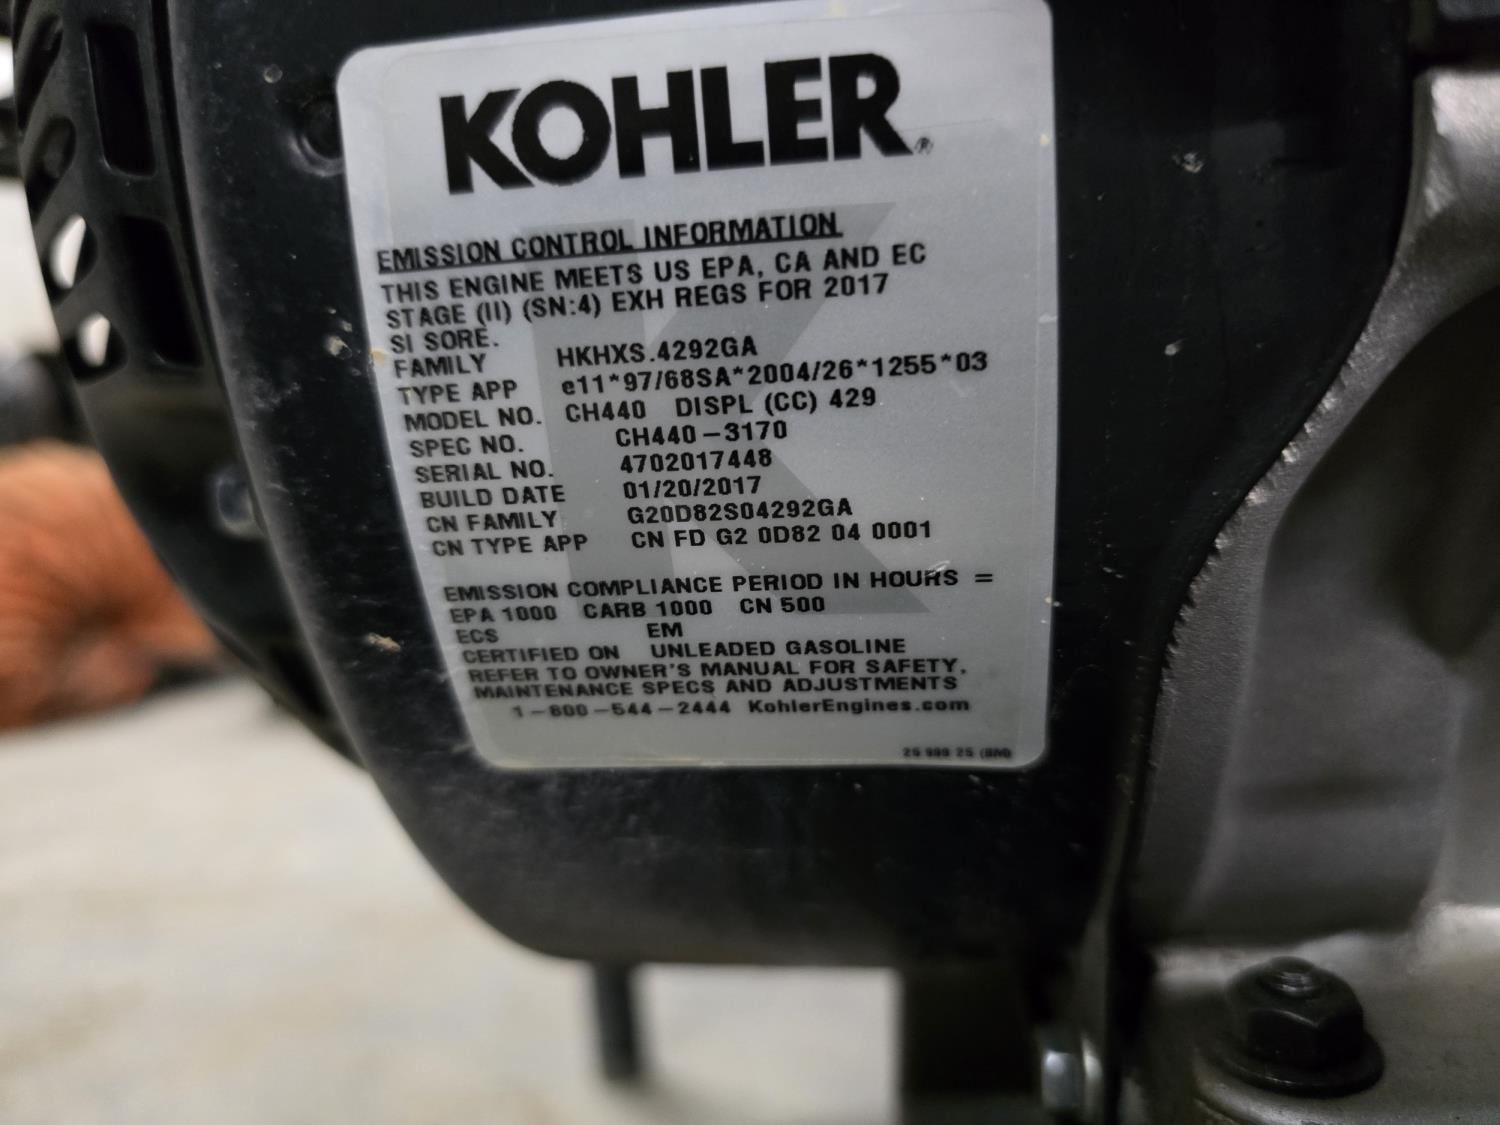 KOHLER®
EMISSION CONTROL INFORMATION
THIS ENGINE MEETS US EPA, CA AND EC
STAGE (II) (SN:4) EXH REGS FOR 2017
SI SORE.
FAMILY HKHXS.4292GA
TYPE APP e11*97/68SA*2004/26*1255*03
MODEL NO. CH440 DISPL (CC) 429
SPEC NO. CH440-3170
SERIAL NO. 4702017448
BUILD DATE 01/20/2017
CN FAMILY G20D82S04292GA
CN TYPE APP CN FD G2 0D82 04 0001
EMISSION COMPLIANCE PERIOD IN HOURS =
EPA 1000 CARB 1000 CN 500
ECS EM
CERTIFIED ON UNLEADED GASOLINE
REFER TO OWNER'S MANUAL FOR SAFETY,
MAINTENANCE SPECS AND ADJUSTMENTS
1-800-544-2444 KohlerEngines.com